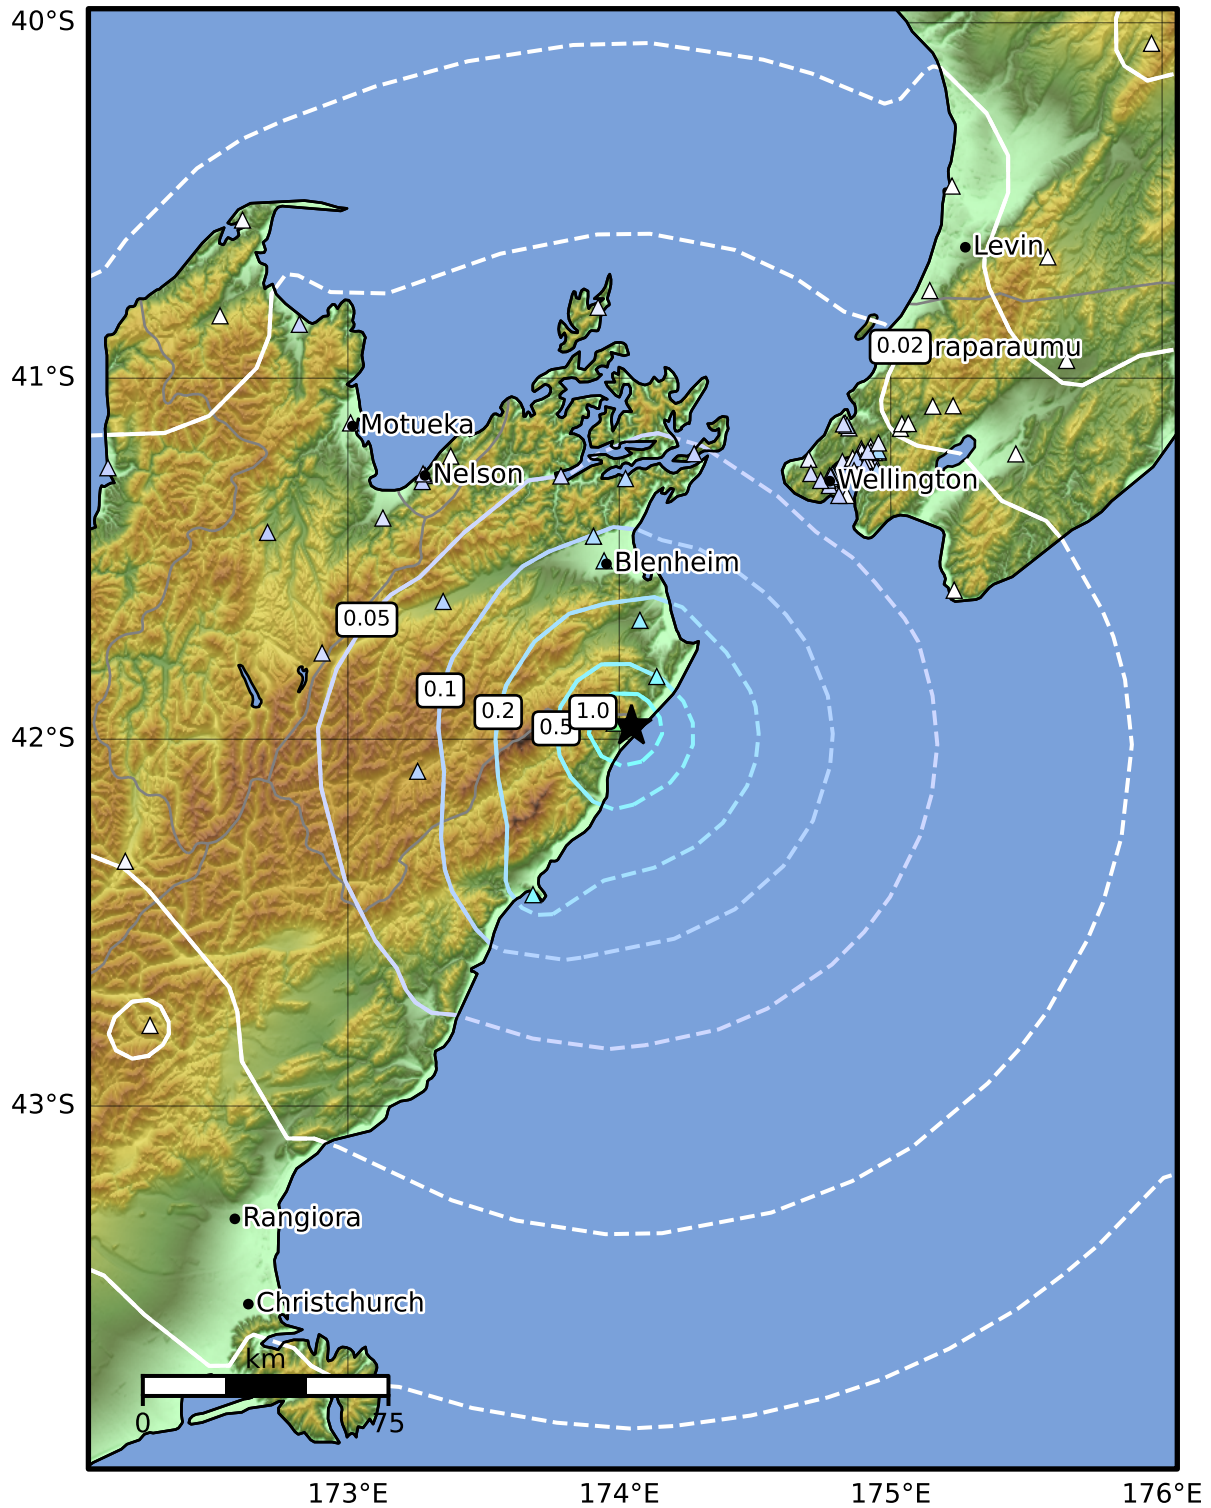 40°S
Levin
0.02
raparaumu
41°S
Motueka
Nelson
Wellington
Blenheim
0.05
0.1
0.2
0.5
1.0
42°S
43°S
Rangiora
Christchurch
km
0
75
173°E
174°E
175°E
176°E